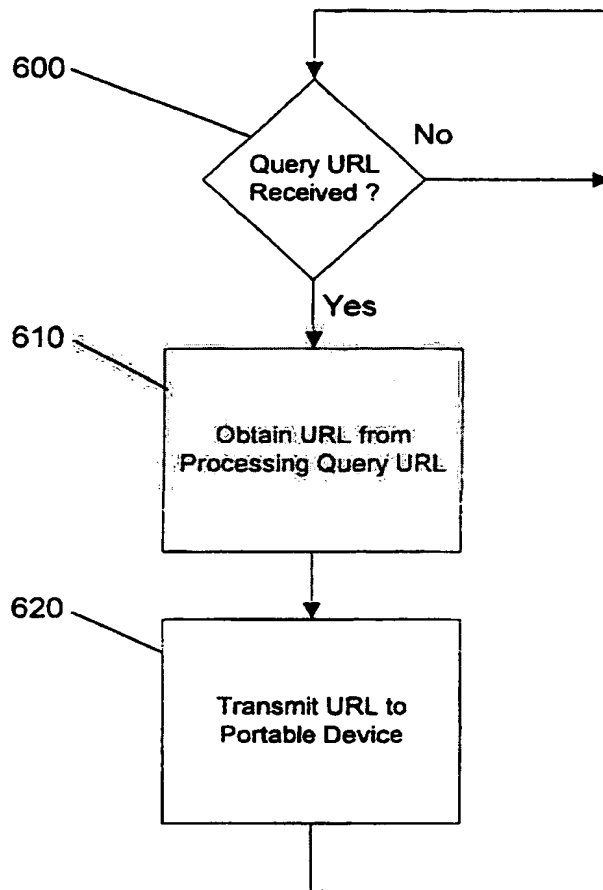 600
No
Query URL
Received ?
Yes
610
Obtain URL from
Processing Query URL
620
Transmit URL to
Portable Device